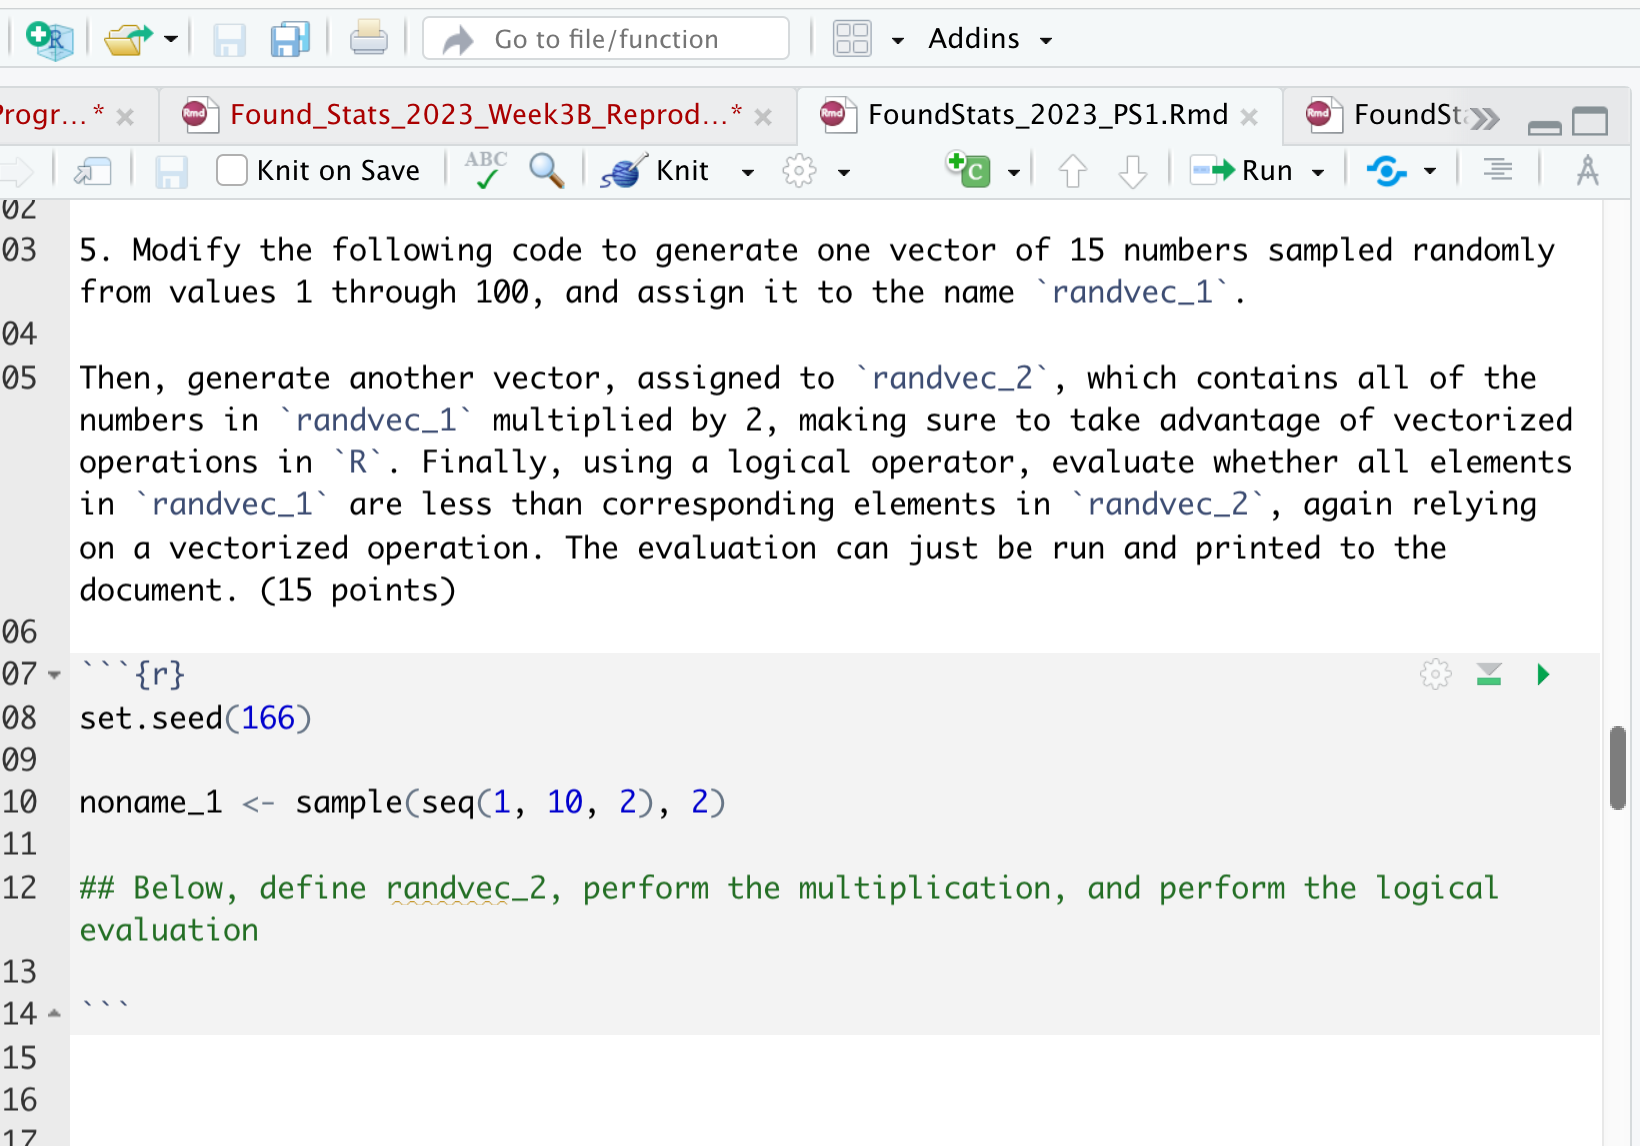 Go to file/function
Addins
Progr...*
Found_Stats_2023_Week3B_Reprod...*
FoundStats_2023_PS1.Rmd
FoundSt
Knit on Save
ABC
Knit
Run
02
03 5. Modify the following code to generate one vector of 15 numbers sampled randomly
from values 1 through 100, and assign it to the name `randvec_1`.
04
05 Then, generate another vector, assigned to `randvec_2`, which contains all of the
numbers in `randvec_1` multiplied by 2, making sure to take advantage of vectorized
operations in `R`. Finally, using a logical operator, evaluate whether all elements
in `randvec_1` are less than corresponding elements in `randvec_2`, again relying
on a vectorized operation. The evaluation can just be run and printed to the
document. (15 points)
06
07 ```{r}
08 set.seed(166)
09
10 noname_1 <- sample(seq(1, 10, 2), 2)
11
12 ## Below, define randvec_2, perform the multiplication, and perform the logical
evaluation
13
14 ```
15
16
17